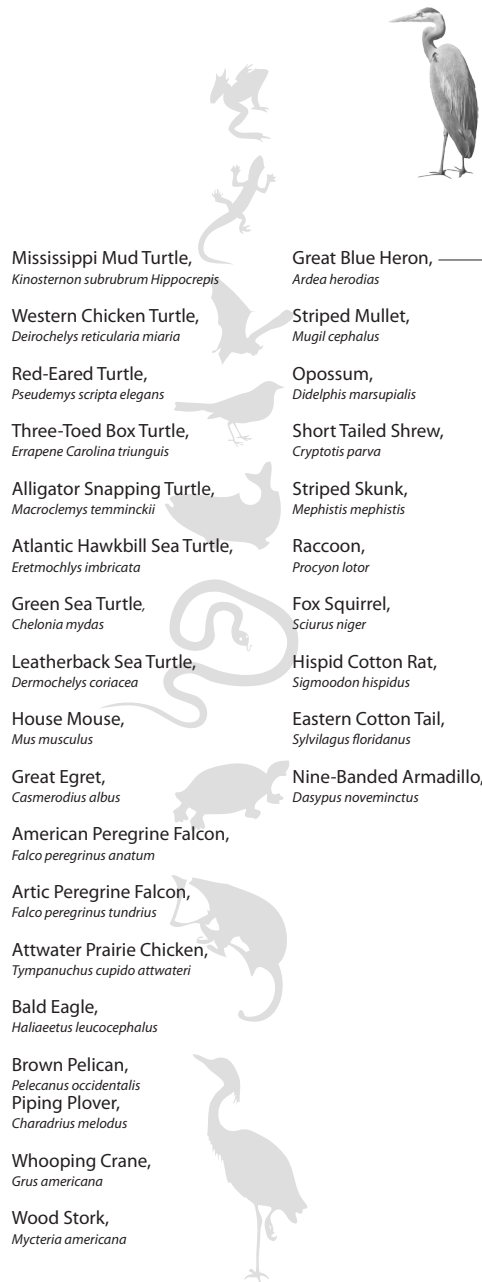 Mississippi Mud Turtle,
Kinosternon subrubrum Hippocrepis
Western Chicken Turtle,
Deirochelys reticularia miaria
Red-Eared Turtle,
Pseudemys scripta elegans
Three-Toed Box Turtle,
Errapene Carolina triunguis
Alligator Snapping Turtle,
Macroclemys temminckii
Atlantic Hawkbill Sea Turtle,
Eretmochlys imbricata
Green Sea Turtle,
Chelonia mydas
Leatherback Sea Turtle,
Dermochelys coriacea
House Mouse,
Mus musculus
Great Egret,
Casmerodius albus
American Peregrine Falcon,
Falco peregrinus anatum
Artic Peregrine Falcon,
Falco peregrinus tundrius
Attwater Prairie Chicken,
Tympanuchus cupido attwateri
Bald Eagle,
Haliaeetus leucocephalus
Brown Pelican,
Pelecanus occidentalis
Piping Plover,
Charadrius melodus
Whooping Crane,
Grus americana
Wood Stork,
Mycteria americana
Great Blue Heron,
Ardea herodias
Striped Mullet,
Mugil cephalus
Opossum,
Didelphis marsupialis
Short Tailed Shrew,
Cryptotis parva
Striped Skunk,
Mephistis mephistis
Raccoon,
Procyon lotor
Fox Squirrel,
Sciurus niger
Hispid Cotton Rat,
Sigmoodon hispidus
Eastern Cotton Tail,
Sylvilagus floridanus
Nine-Banded Armadillo,
Dasypus noveminctus